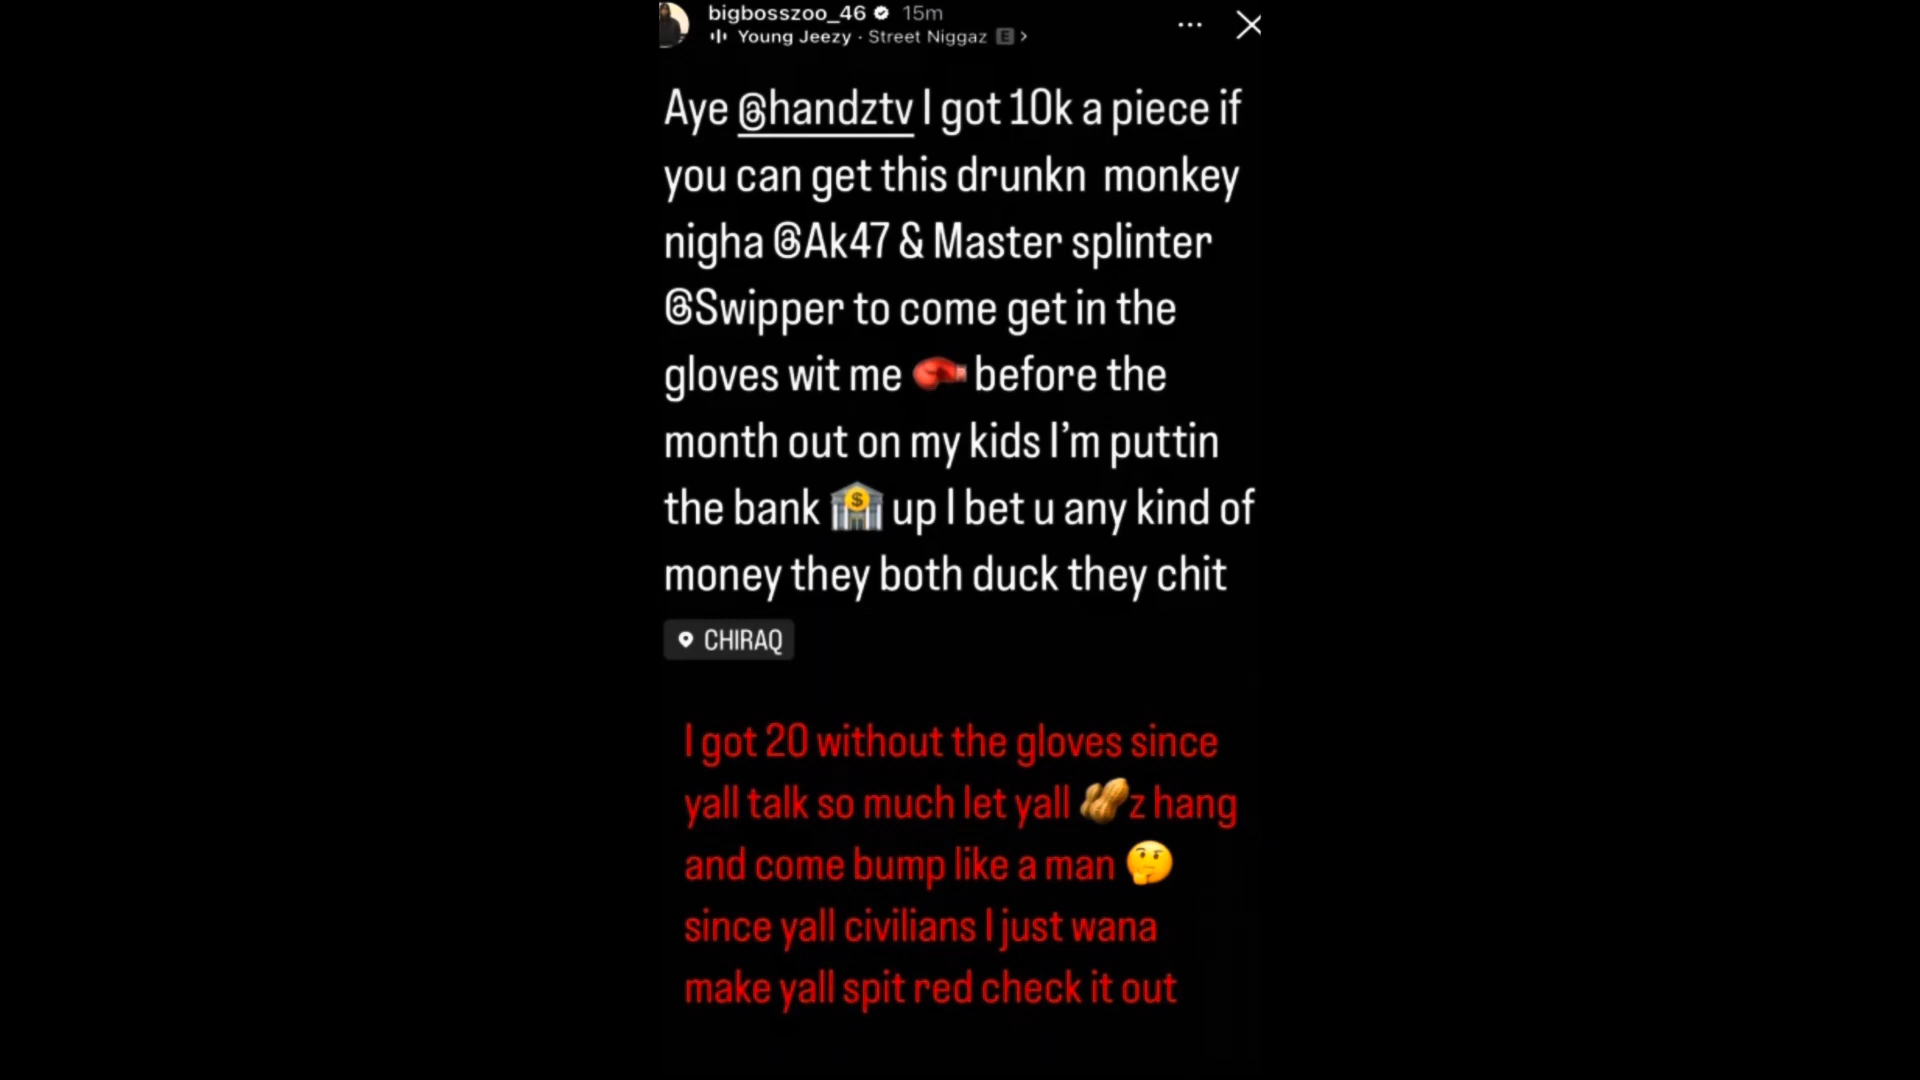 bigbosszoo_46 15m
Young Jeezy · Street Niggaz E >
Aye @handztv I got 10k a piece if
you can get this drunkn monkey
nigha @Ak47 & Master splinter
@Swipper to come get in the
gloves wit me 🥊 before the
month out on my kids I'm puttin
the bank 🏦 up I bet u any kind of
money they both duck they chit
CHIRAQ
I got 20 without the gloves since
yall talk so much let yall 🥜z hang
and come bump like a man 🤔
since yall civilians I just wana
make yall spit red check it out